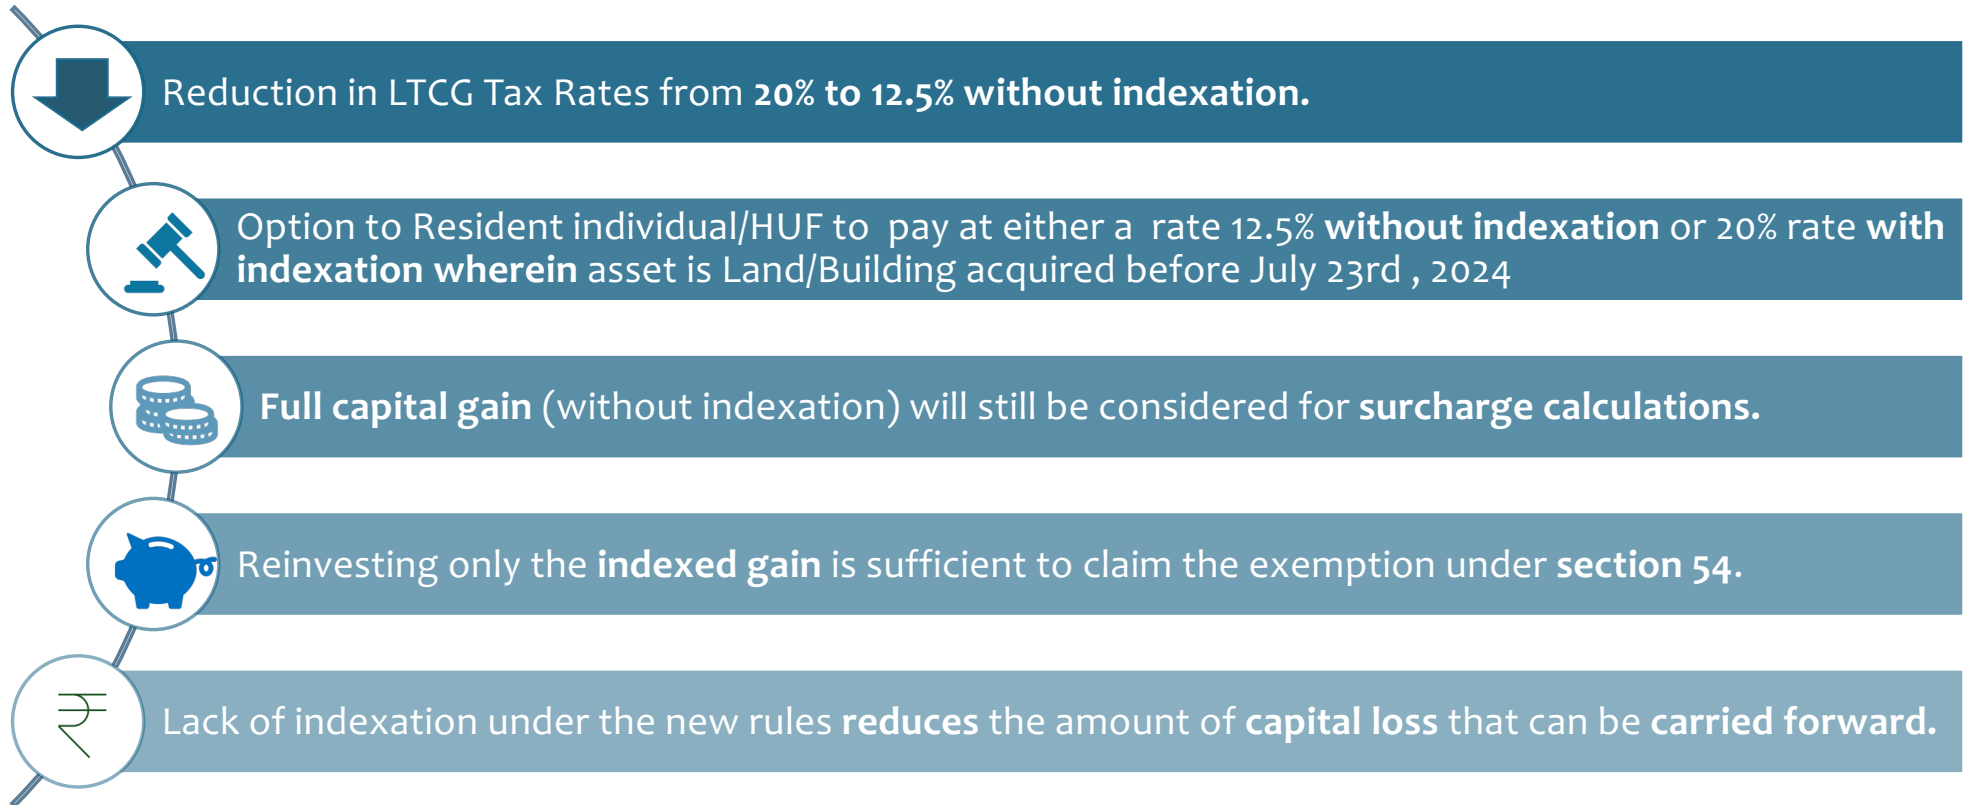 Reduction in LTCG Tax Rates from 20% to 12.5% without indexation.
Option to Resident individual/HUF to pay at either a rate 12.5% without indexation or 20% rate with
indexation wherein asset is Land/Building acquired before July 23rd , 2024
Full capital gain (without indexation) will still be considered for surcharge calculations.
Reinvesting only the indexed gain is sufficient to claim the exemption under section 54.
₹
Lack of indexation under the new rules reduces the amount of capital loss that can be carried forward.